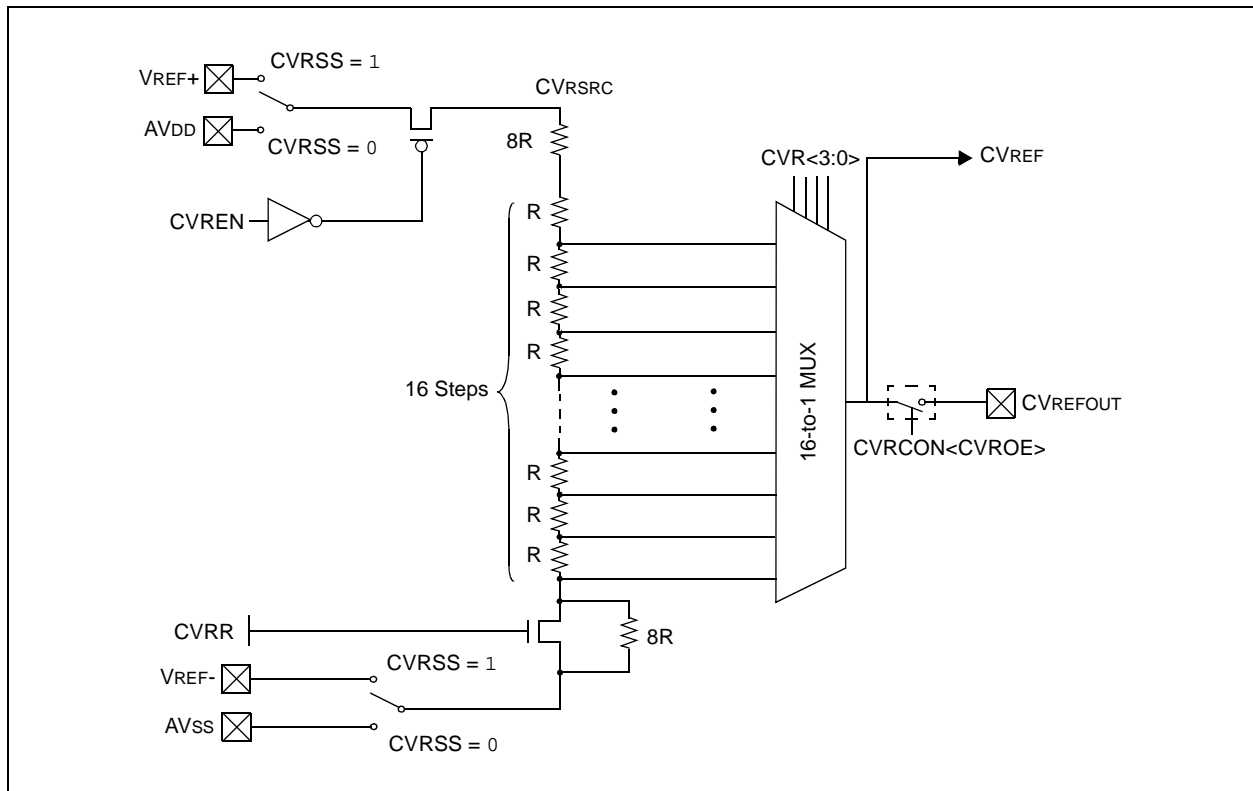 CVRSS = 1
VREF+
CVRSRC
AVDD
8R
CVRSS = 0
CVR<3:0>
CVREF
CVREN
R
R
R
R
16 Steps
16-to-1 MUX
CVREFOUT
CVRCON<CVROE>
R
R
R
CVRR
8R
CVRSS = 1
VREF-
AVSS
CVRSS = 0